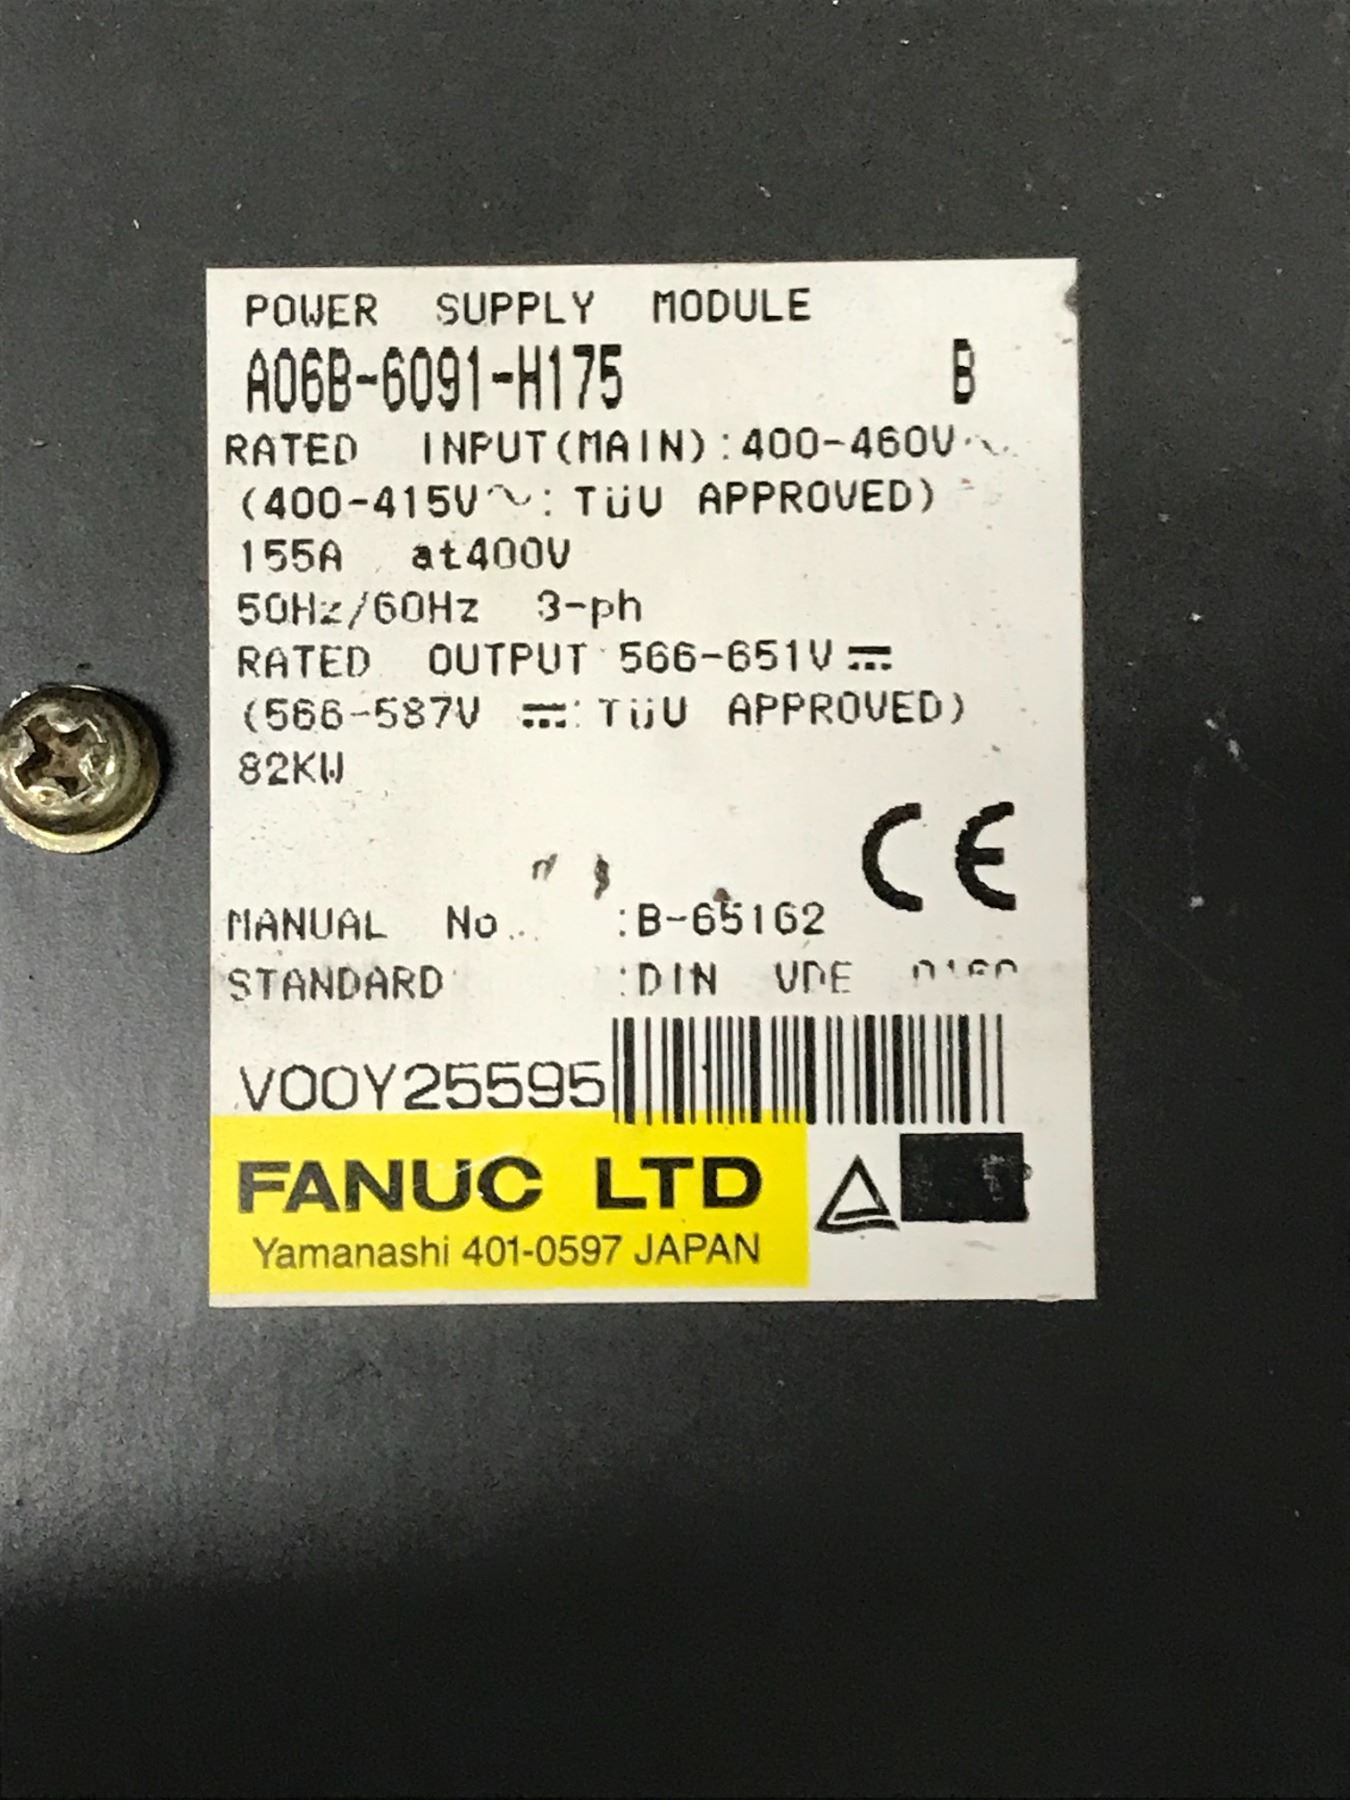 POWER SUPPLY MODULE
A06B-6091-H175 B
RATED INPUT(MAIN):400-460V~
(400-415V~: TüV APPROVED)
155A at400V
50Hz/60Hz 3-ph
RATED OUTPUT 566-651V⎓
(566-587V ⎓: TüV APPROVED)
82KW
CE
MANUAL No. :B-65162
STANDARD :DIN VDE
V00Y25595
FANUC LTD
Yamanashi 401-0597 JAPAN